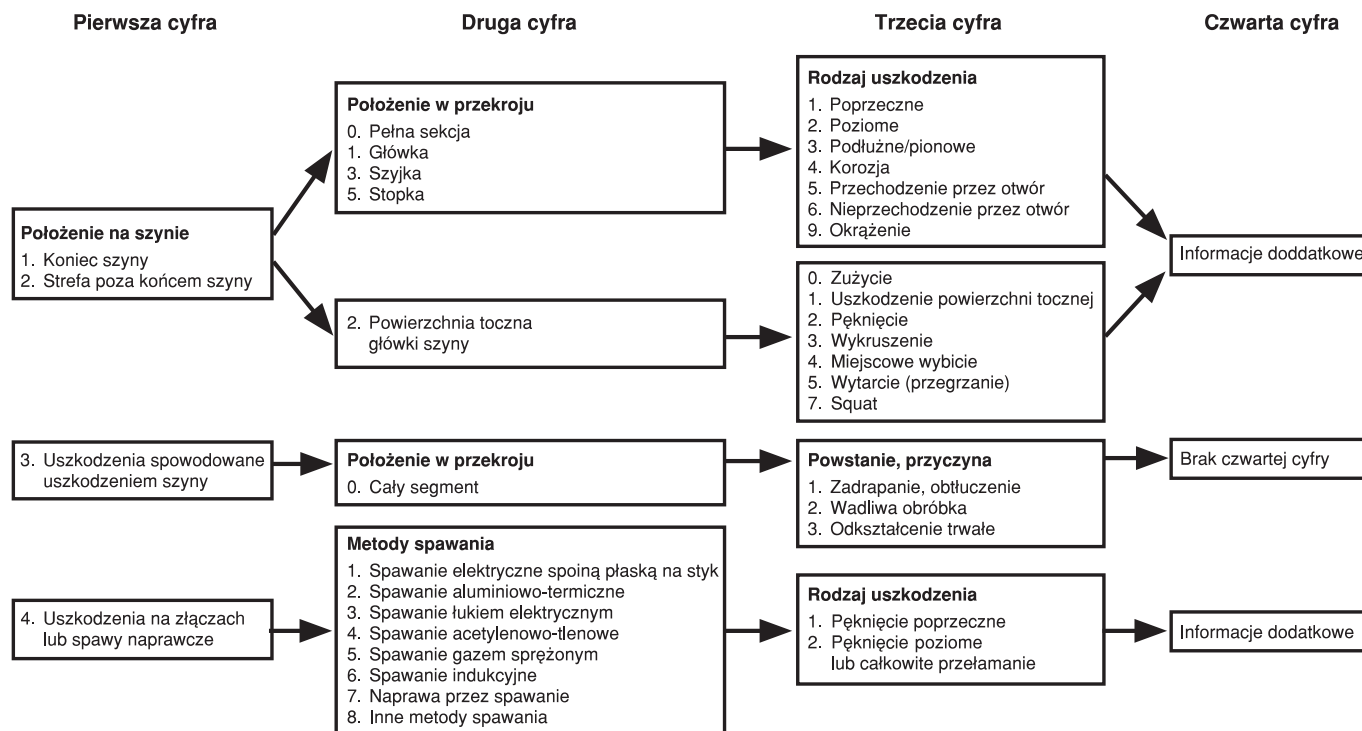 Pierwsza cyfra
Druga cyfra
Trzecia cyfra
Czwarta cyfra
Położenie na szynie
1. Koniec szyny
2. Strefa poza końcem szyny
Położenie w przekroju
0. Pełna sekcja
1. Główka
3. Szyjka
5. Stopka
2. Powierzchnia toczna
główki szyny
Rodzaj uszkodzenia
1. Poprzeczne
2. Poziome
3. Podłużne/pionowe
4. Korozja
5. Przechodzenie przez otwór
6. Nieprzechodzenie przez otwór
9. Okrążenie
0. Zużycie
1. Uszkodzenie powierzchni tocznej
2. Pęknięcie
3. Wykruszenie
4. Miejscowe wybicie
5. Wytarcie (przegrzanie)
7. Squat
Informacje doddatkowe
3. Uszkodzenia spowodowane
uszkodzeniem szyny
Położenie w przekroju
0. Cały segment
Powstanie, przyczyna
1. Zadrapanie, obtłuczenie
2. Wadliwa obróbka
3. Odkształcenie trwałe
Brak czwartej cyfry
4. Uszkodzenia na złączach
lub spawy naprawcze
Metody spawania
1. Spawanie elektryczne spoiną płaską na styk
2. Spawanie aluminiowo-termiczne
3. Spawanie łukiem elektrycznym
4. Spawanie acetylenowo-tlenowe
5. Spawanie gazem sprężonym
6. Spawanie indukcyjne
7. Naprawa przez spawanie
8. Inne metody spawania
Rodzaj uszkodzenia
1. Pęknięcie poprzeczne
2. Pęknięcie poziome
lub całkowite przełamanie
Informacje dodatkowe